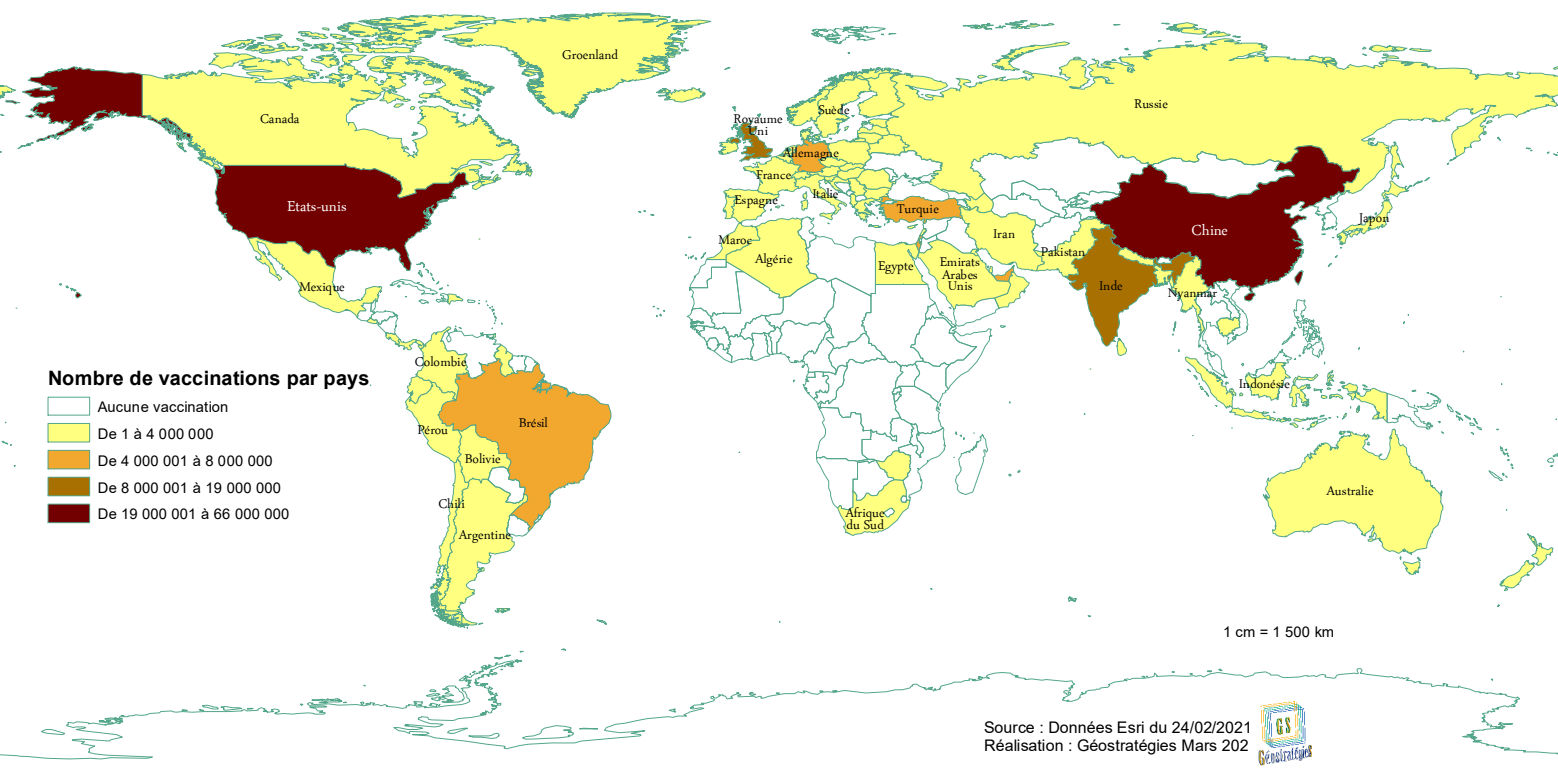 Groenland
Canada
Russie
Suède
Royaume
Uni
Allemagne
France
Italie
Espagne
Etats-unis
Turquie
Japon
Chine
Iran
Maroc
Algérie
Pakistan
Egypte
Emirats
Arabes
Unis
Inde
Nyanmar
Mexique
Colombie
Indonésie
Brésil
Pérou
Bolivie
Chili
Argentine
Afrique
du Sud
Australie
Nombre de vaccinations par pays
Aucune vaccination
De 1 à 4 000 000
De 4 000 001 à 8 000 000
De 8 000 001 à 19 000 000
De 19 000 001 à 66 000 000
1 cm = 1 500 km
Source : Données Esri du 24/02/2021
Réalisation : Géostratégies Mars 202
GS
Géostratégies